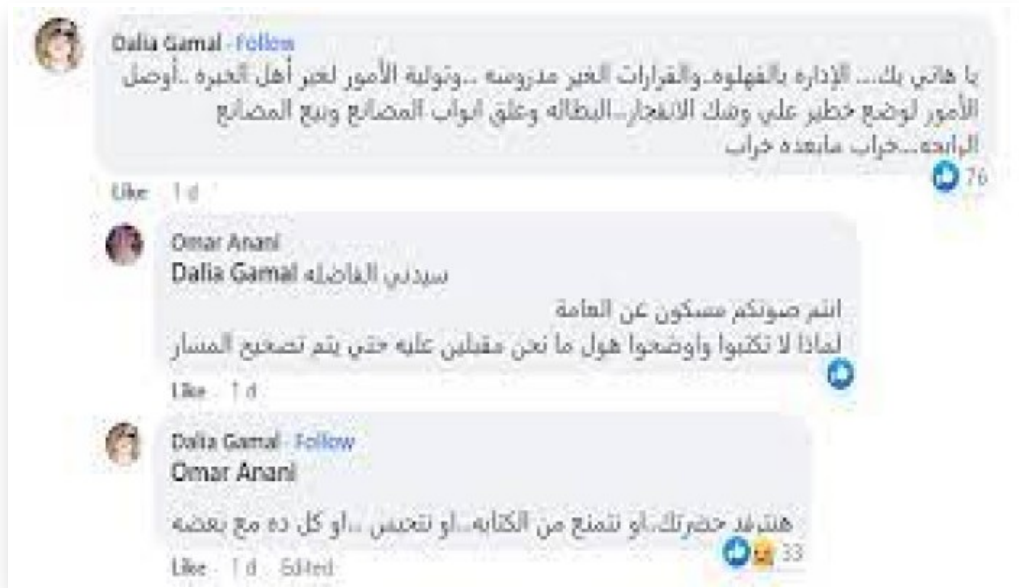 Dalia Gamal · Follow
يا هاني بك.... الإداره بالفهلوه..والقرارات الغير مدروسه ..وتولية الأمور لغير أهل الخبره ..أوصل
الأمور لوضع خطير علي وشك الانفجار..البطاله وغلق ابواب المصانع وبيع المصانع
الرابحه....خراب مابعده خراب
76
Like 1 d
Omar Anani
Dalia Gamal سيدتي الفاضله
انتم صوتكم مسكون عن العامة
لماذا لا تكتبوا واوضحوا هول ما نحن مقبلين عليه حتي يتم تصحيح المسار
Like 1 d
Dalia Gamal · Follow
Omar Anani
هتترفد حضرتك..او تتمنع من الكتابه..او تتحبس ..او كل ده مع بعضه
33
Like 1 d Edited